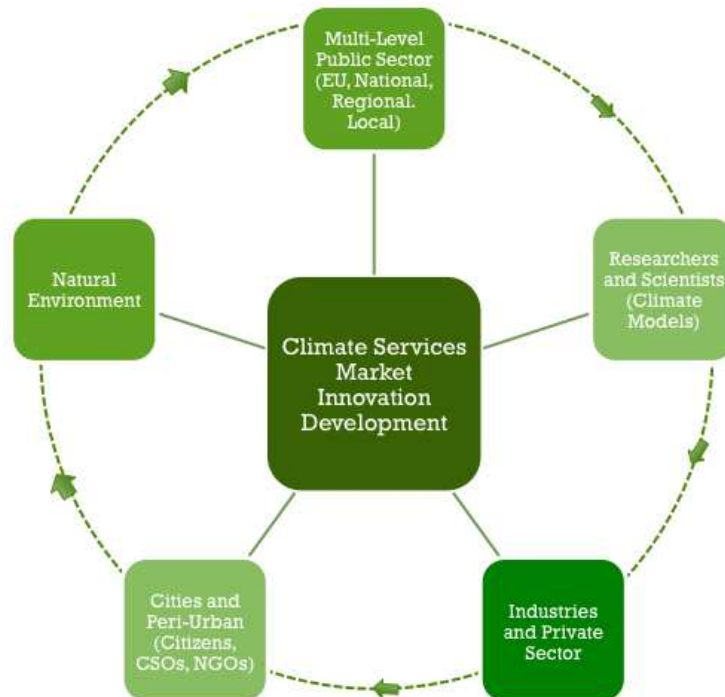 Multi-Level
Public Sector
(EU, National,
Regional.
Local)
Researchers
and Scientists
(Climate
Models)
Natural
Environment
Climate Services
Market
Innovation
Development
Cities and
Peri-Urban
(Citizens,
CSOs, NGOs)
Industries
and Private
Sector